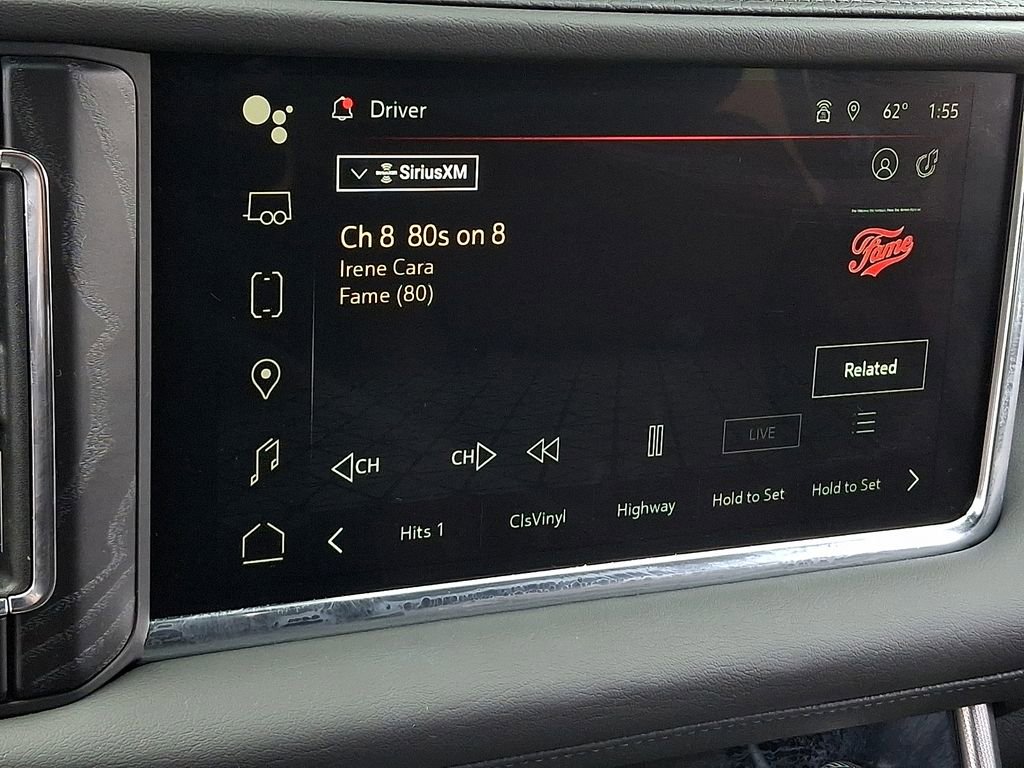 Driver
62° 1:55
SiriusXM
Ch 8 80s on 8
Irene Cara
Fame (80)
Fame
Related
CH
CH
LIVE
Hits 1
ClsVinyl
Highway
Hold to Set
Hold to Set